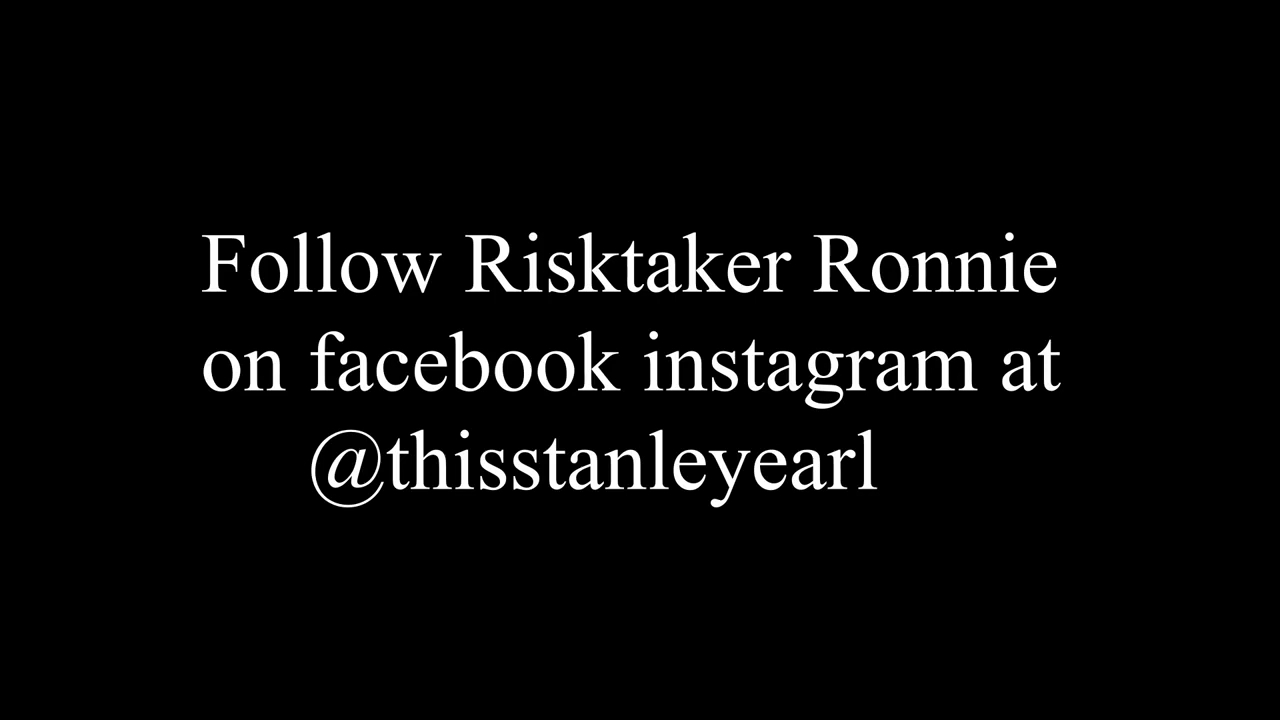 Follow Risktaker Ronnie
on facebook instagram at
@thisstanleyearl